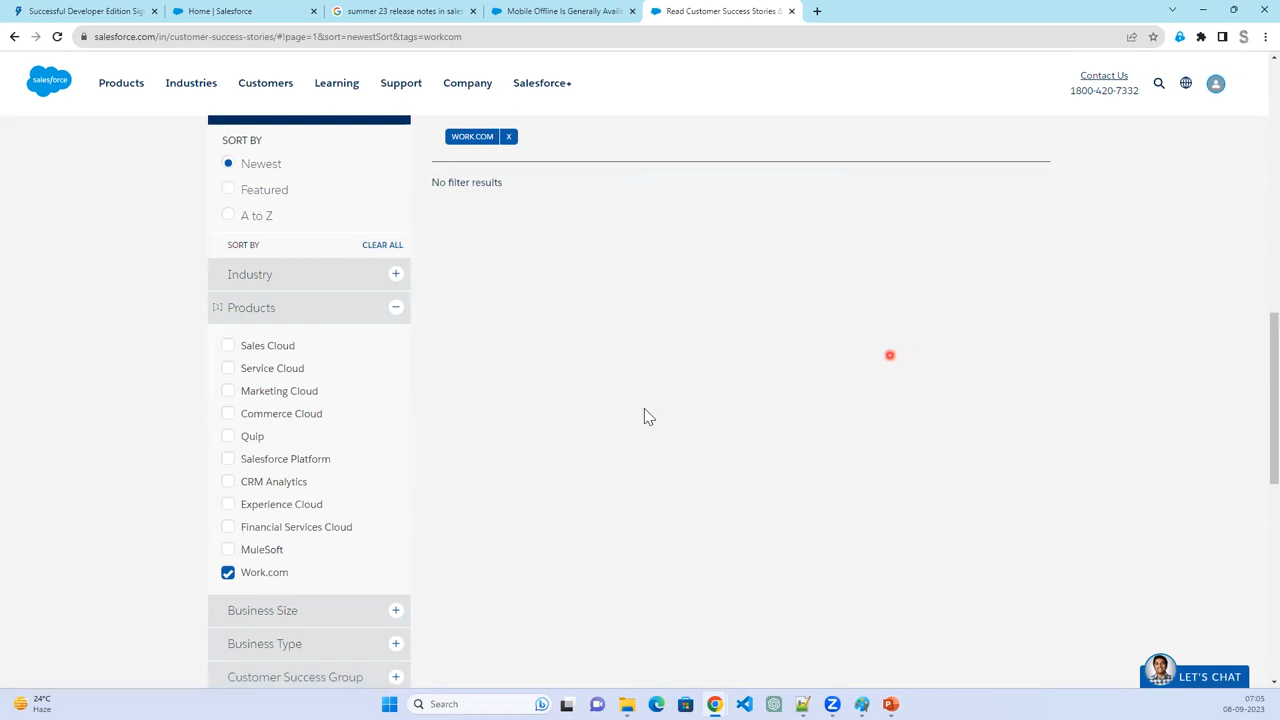 Successful Developer Edition Sig
Home | Salesforce
summer 23 release notes in sales
Mobile Offline Is Generally Avail
Read Customer Success Stories &
salesforce.com/in/customer-success-stories/#!page=1&sort=newestSort&tags=workcom
salesforce
Products
Industries
Customers
Learning
Support
Company
Salesforce+
Contact Us
1800-420-7332
SORT BY
Newest
Featured
A to Z
SORT BY
CLEAR ALL
Industry
[1] Products
Sales Cloud
Service Cloud
Marketing Cloud
Commerce Cloud
Quip
Salesforce Platform
CRM Analytics
Experience Cloud
Financial Services Cloud
MuleSoft
Work.com
Business Size
Business Type
Customer Success Group
WORK.COM X
No filter results
LET'S CHAT
24°C
Haze
Search
07:05
08-09-2023